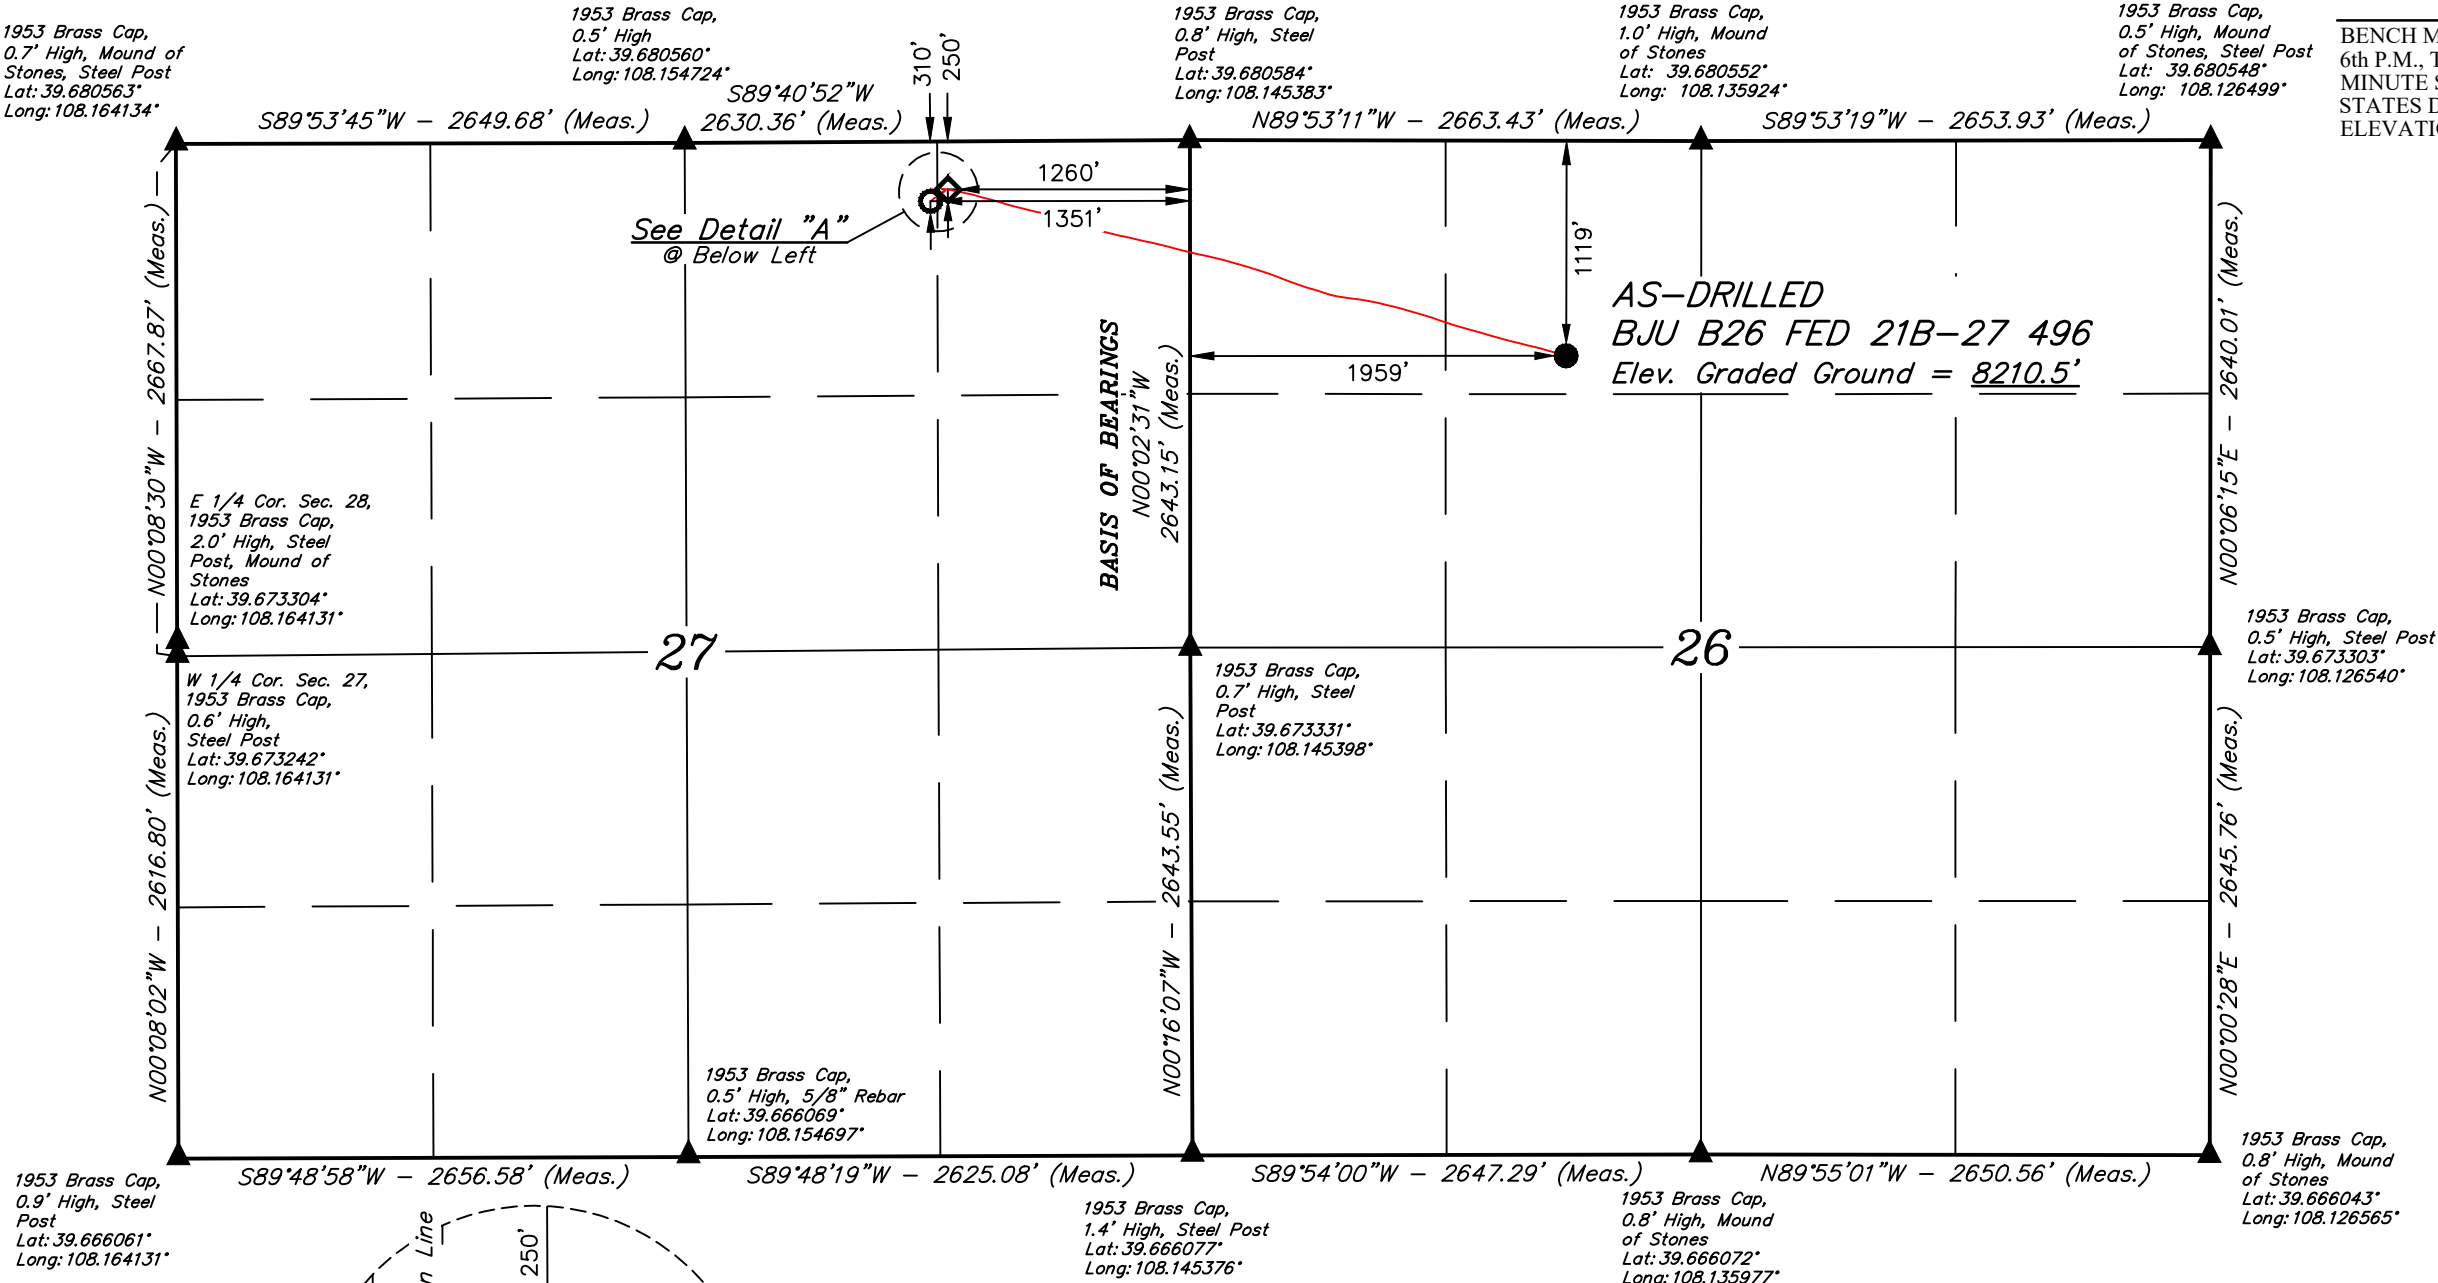 1953 Brass Cap,
0.7' High, Mound of
Stones, Steel Post
Lat: 39.680563°
Long: 108.164134°
1953 Brass Cap,
0.5' High
Lat: 39.680560°
Long: 108.154724°
310'
250'
1953 Brass Cap,
0.8' High, Steel
Post
Lat: 39.680584°
Long: 108.145383°
1953 Brass Cap,
1.0' High, Mound
of Stones
Lat: 39.680552°
Long: 108.135924°
1953 Brass Cap,
0.5' High, Mound
of Stones, Steel Post
Lat: 39.680548°
Long: 108.126499°
BENCH M
6th P.M., T
MINUTE S
STATES D
ELEVATIO
S89°53'45"W - 2649.68' (Meas.)
S89°40'52"W
2630.36' (Meas.)
N89°53'11"W - 2663.43' (Meas.)
S89°53'19"W - 2653.93' (Meas.)
1260'
1351'
See Detail "A"
@ Below Left
1119'
1959'
AS-DRILLED
BJU B26 FED 21B-27 496
Elev. Graded Ground = 8210.5'
N00°08'30"W - 2667.87' (Meas.)
BASIS OF BEARINGS
N00°02'31"W
2643.15' (Meas.)
N00°06'15"E - 2640.01' (Meas.)
E 1/4 Cor. Sec. 28,
1953 Brass Cap,
2.0' High, Steel
Post, Mound of
Stones
Lat: 39.673304°
Long: 108.164131°
27
26
W 1/4 Cor. Sec. 27,
1953 Brass Cap,
0.6' High,
Steel Post
Lat: 39.673242°
Long: 108.164131°
1953 Brass Cap,
0.7' High, Steel
Post
Lat: 39.673331°
Long: 108.145398°
1953 Brass Cap,
0.5' High, Steel Post
Lat: 39.673303°
Long: 108.126540°
N00°08'02"W - 2616.80' (Meas.)
N00°16'07"W - 2643.55' (Meas.)
N00°00'28"E - 2645.76' (Meas.)
1953 Brass Cap,
0.5' High, 5/8" Rebar
Lat: 39.666069°
Long: 108.154697°
S89°48'58"W - 2656.58' (Meas.)
S89°48'19"W - 2625.08' (Meas.)
S89°54'00"W - 2647.29' (Meas.)
N89°55'01"W - 2650.56' (Meas.)
1953 Brass Cap,
0.9' High, Steel
Post
Lat: 39.666061°
Long: 108.164131°
n Line
250'
1953 Brass Cap,
1.4' High, Steel Post
Lat: 39.666077°
Long: 108.145376°
1953 Brass Cap,
0.8' High, Mound
of Stones
Lat: 39.666072°
Long: 108.135977°
1953 Brass Cap,
0.8' High, Mound
of Stones
Lat: 39.666043°
Long: 108.126565°